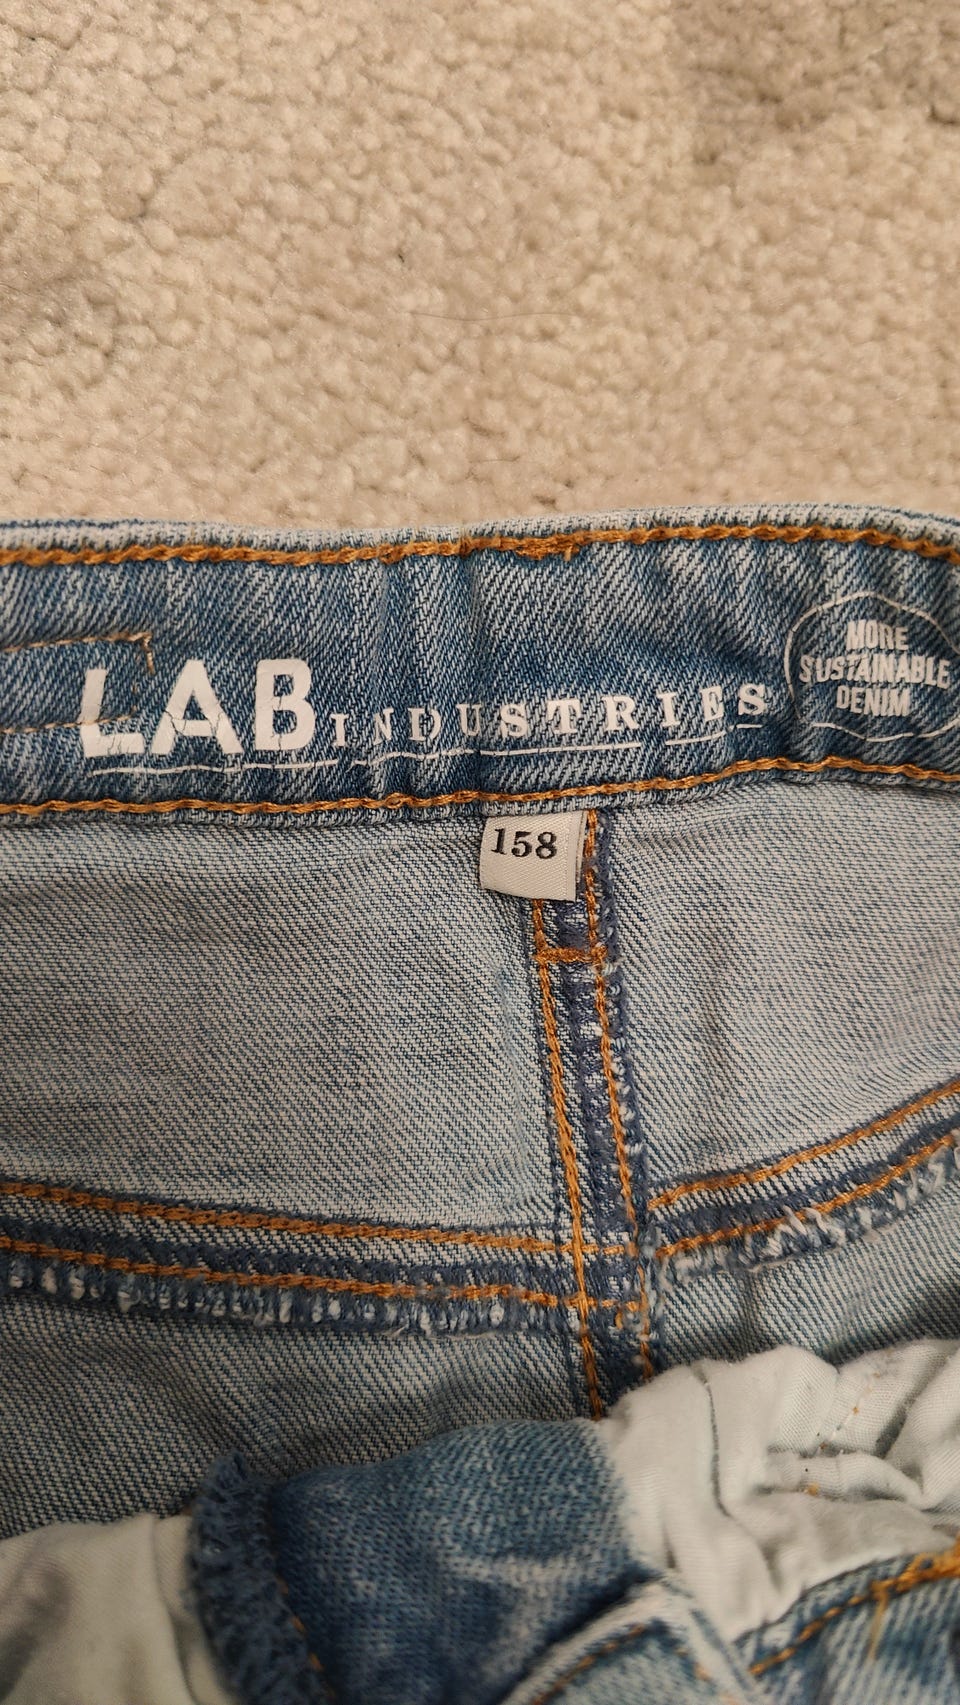 LAB INDUSTRIES
MORE
SUSTAINABLE
DENIM
158